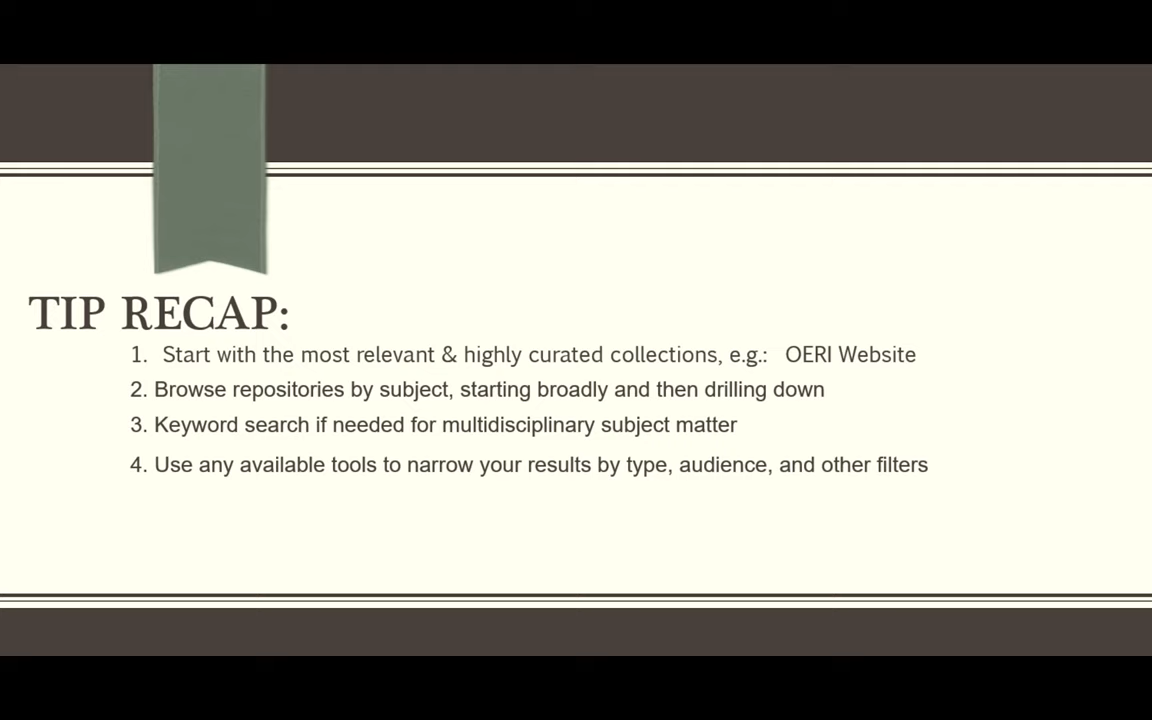 TIP RECAP:
1. Start with the most relevant & highly curated collections, e.g.: OERI Website
2. Browse repositories by subject, starting broadly and then drilling down
3. Keyword search if needed for multidisciplinary subject matter
4. Use any available tools to narrow your results by type, audience, and other filters